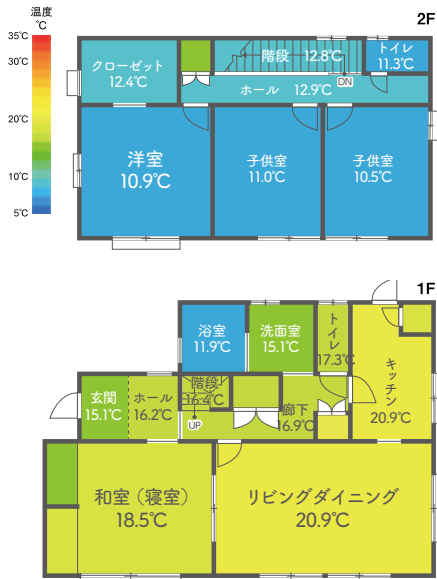 温度
℃
35℃
30℃
20℃
10℃
5℃
2F
クローゼット
12.4℃
階段 12.8℃
トイレ
11.3℃
DN
ホール 12.9℃
洋室
10.9℃
子供室
11.0℃
子供室
10.5℃
1F
浴室
11.9℃
洗面室
15.1℃
トイレ
17.3℃
キッチン
20.9℃
玄関
15.1℃
ホール
16.2℃
階段
16.4℃
UP
廊下
16.9℃
和室（寝室）
18.5℃
リビングダイニング
20.9℃